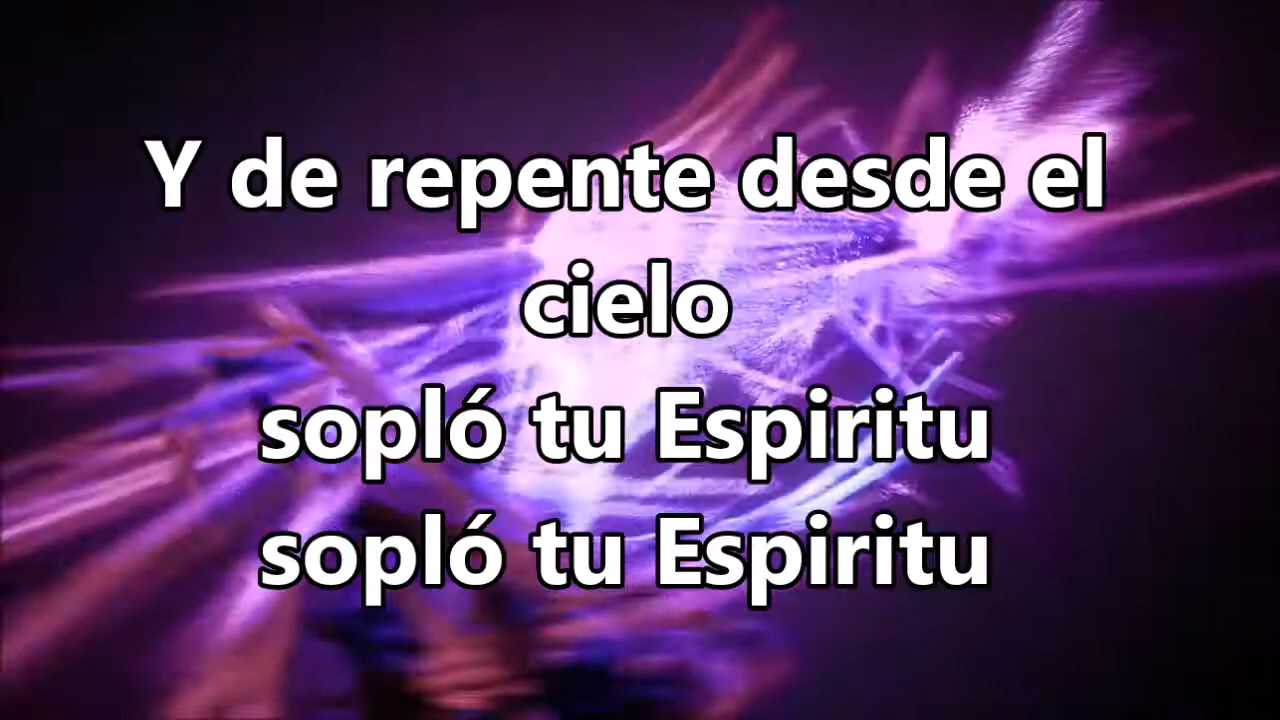 Y de repente desde el
cielo
sopló tu Espiritu
sopló tu Espiritu